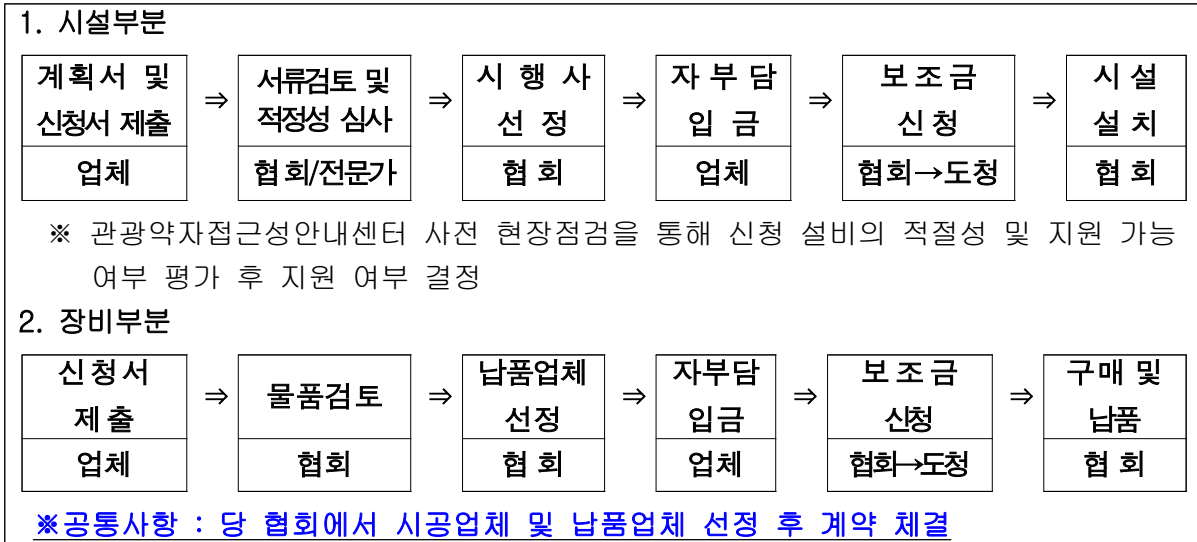 1. 시설부분
계획서 및 ⇒ 서류검토 및 ⇒ 시 행 사 ⇒ 자 부 담 ⇒ 보 조 금 ⇒ 시 설
신청서 제출 적정성 심사 선 정 입 금 신 청 설 치
업체 협회/전문가 협 회 업체 협회→도청 협 회
※ 관광약자접근성안내센터 사전 현장점검을 통해 신청 설비의 적절성 및 지원 가능
여부 평가 후 지원 여부 결정
2. 장비부분
신 청 서 ⇒ 물품검토 ⇒ 납품업체 ⇒ 자부담 ⇒ 보 조 금 ⇒ 구매 및
제 출 선정 입금 신청 납품
업체 협회 협 회 업체 협회→도청 협 회
※공통사항 : 당 협회에서 시공업체 및 납품업체 선정 후 계약 체결